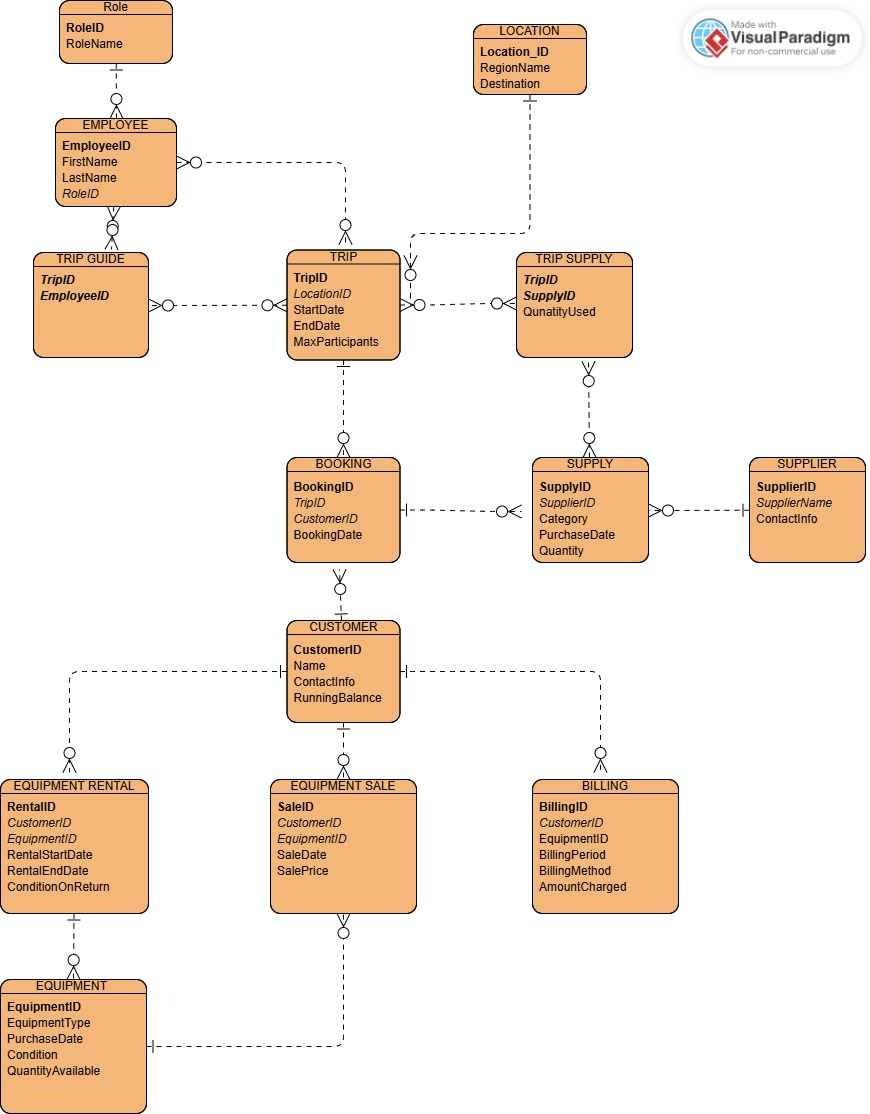 Role
RoleID
RoleName
LOCATION
Location_ID
RegionName
Destination
Made with
VisualParadigm
For non-commercial use
EMPLOYEE
EmployeeID
FirstName
LastName
RoleID
TRIP GUIDE
TripID
EmployeeID
TRIP
TripID
LocationID
StartDate
EndDate
MaxParticipants
TRIP SUPPLY
TripID
SupplyID
QunatityUsed
BOOKING
BookingID
TripID
CustomerID
BookingDate
SUPPLY
SupplyID
SupplierID
Category
PurchaseDate
Quantity
SUPPLIER
SupplierID
SupplierName
ContactInfo
CUSTOMER
CustomerID
Name
ContactInfo
RunningBalance
EQUIPMENT RENTAL
RentalID
CustomerID
EquipmentID
RentalStartDate
RentalEndDate
ConditionOnReturn
EQUIPMENT SALE
SaleID
CustomerID
EquipmentID
SaleDate
SalePrice
BILLING
BillingID
CustomerID
EquipmentID
BillingPeriod
BillingMethod
AmountCharged
EQUIPMENT
EquipmentID
EquipmentType
PurchaseDate
Condition
QuantityAvailable